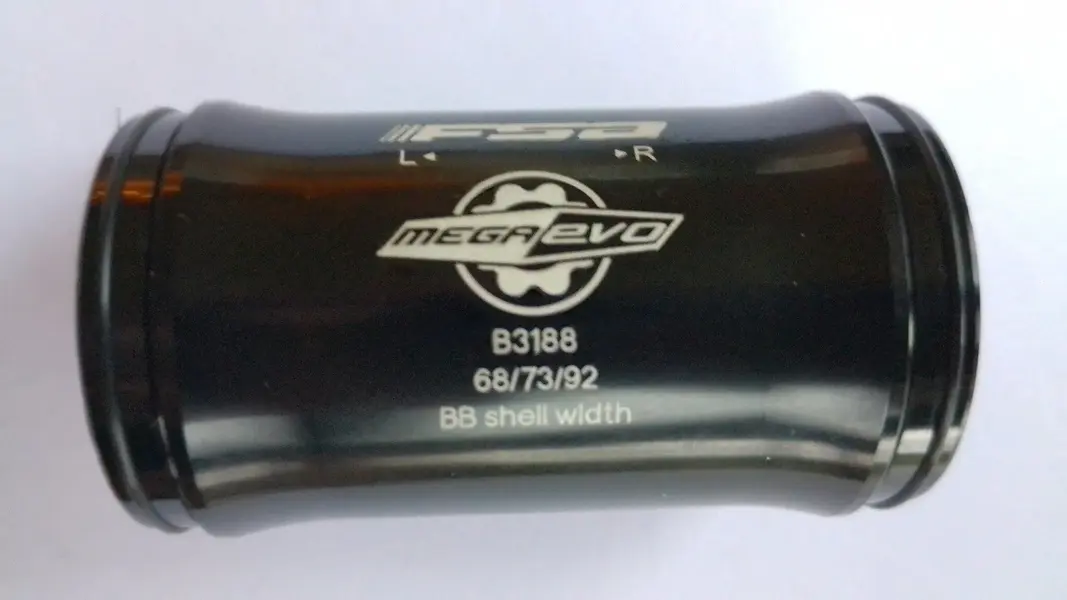 FSA
L ◄ ► R
MEGAEVO
B3188
68/73/92
BB shell width